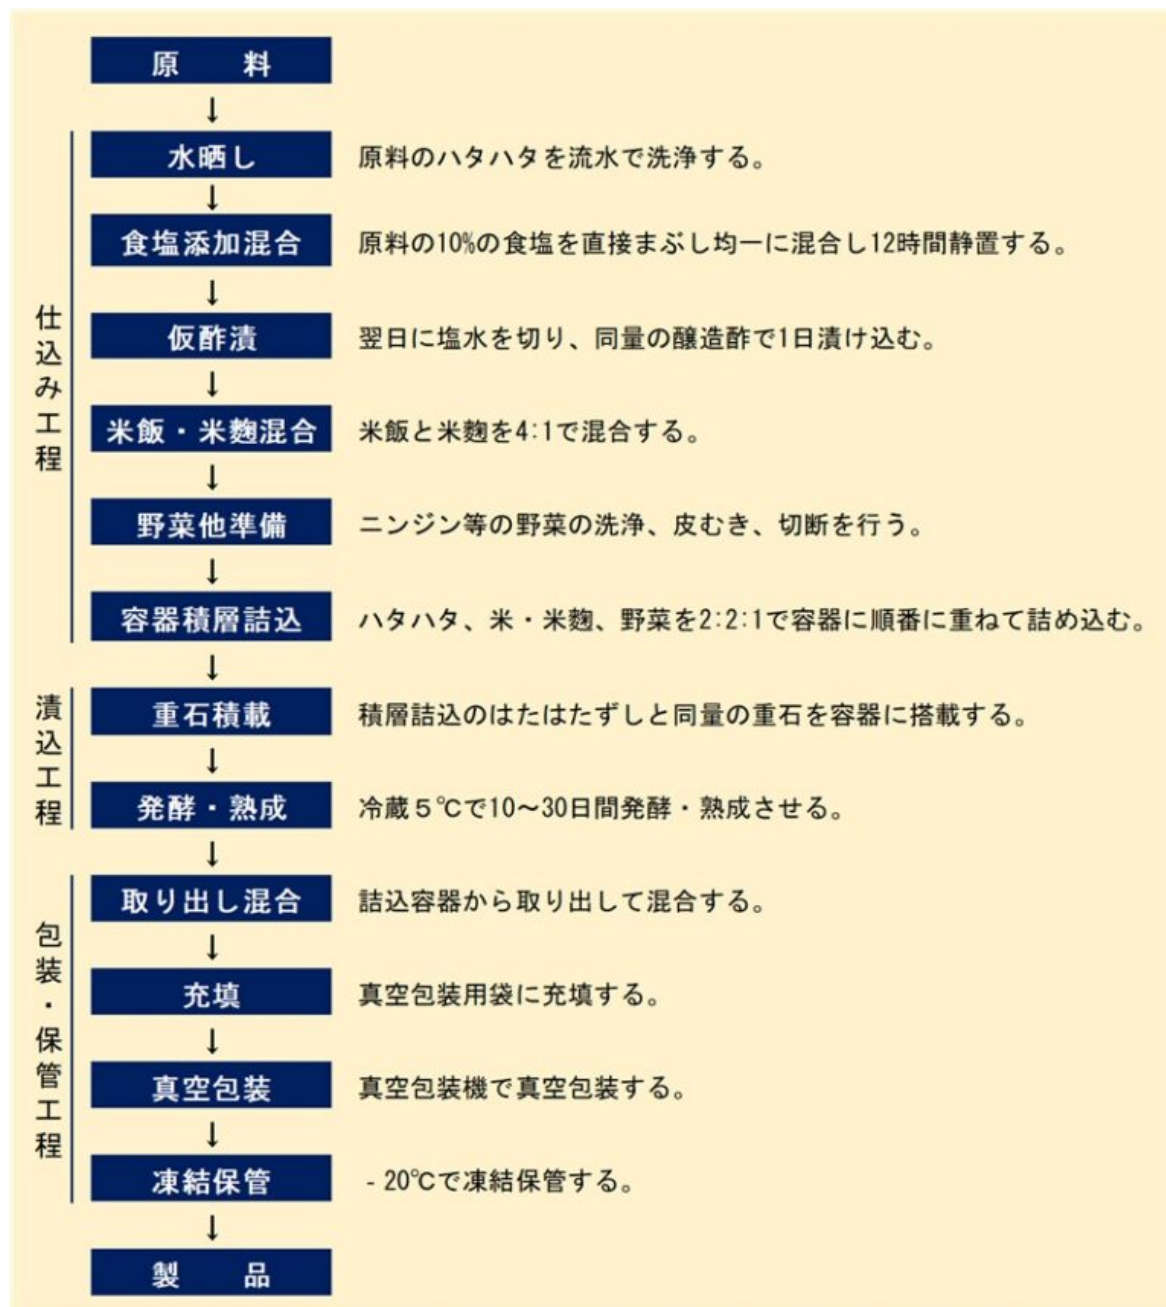 原　料
↓
水晒し
原料のハタハタを流水で洗浄する。
↓
食塩添加混合
原料の10%の食塩を直接まぶし均一に混合し12時間静置する。
↓
仮酢漬
翌日に塩水を切り、同量の醸造酢で1日漬け込む。
↓
米飯・米麹混合
米飯と米麹を4:1で混合する。
↓
野菜他準備
ニンジン等の野菜の洗浄、皮むき、切断を行う。
↓
容器積層詰込
ハタハタ、米・米麹、野菜を2:2:1で容器に順番に重ねて詰め込む。
仕込み工程
↓
重石積載
積層詰込のはたはたずしと同量の重石を容器に搭載する。
↓
発酵・熟成
冷蔵５℃で10〜30日間発酵・熟成させる。
漬込工程
↓
取り出し混合
詰込容器から取り出して混合する。
↓
充填
真空包装用袋に充填する。
↓
真空包装
真空包装機で真空包装する。
↓
凍結保管
- 20℃で凍結保管する。
包装・保管工程
↓
製　品